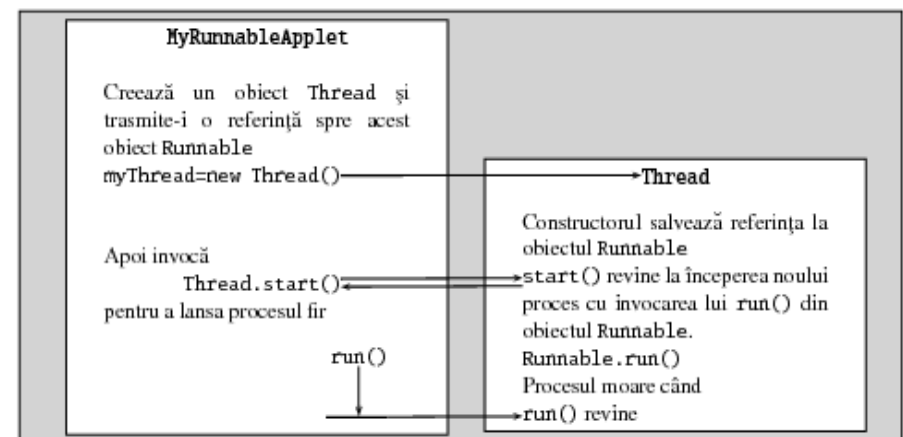 MyRunnableApplet
Creează un obiect Thread şi
trasmite-i o referinţă spre acest
obiect Runnable
myThread=new Thread()
Apoi invocă
Thread.start()
pentru a lansa procesul fir
run()
Thread
Constructorul salvează referinţa la
obiectul Runnable
start() revine la începerea noului
proces cu invocarea lui run() din
obiectul Runnable.
Runnable.run()
Procesul moare când
run() revine